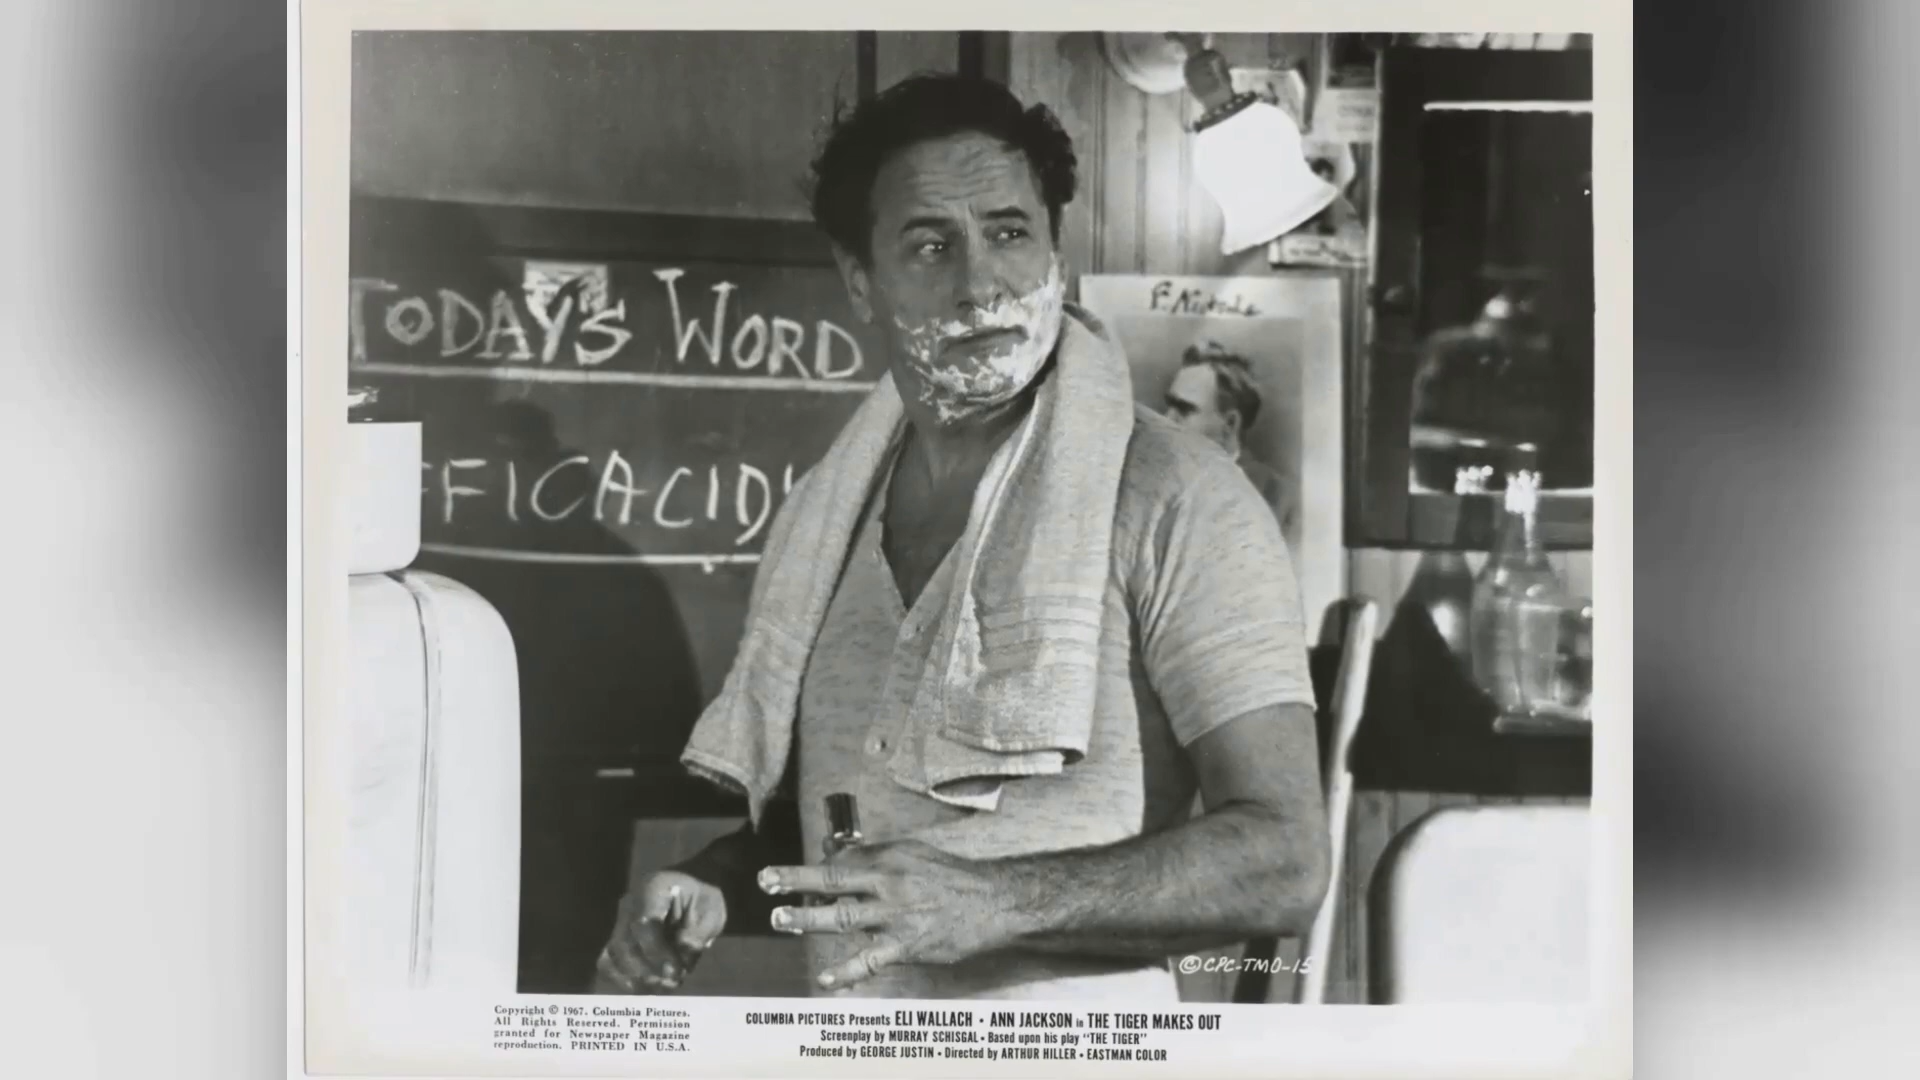 TODAY'S WORD
FFICACID
F. Nietzsche
©CPC-TMO-15
Copyright © 1967. Columbia Pictures.
All Rights Reserved. Permission
granted for Newspaper Magazine
reproduction. PRINTED IN U.S.A.
COLUMBIA PICTURES Presents ELI WALLACH • ANN JACKSON in THE TIGER MAKES OUT
Screenplay by MURRAY SCHISGAL • Based upon his play "THE TIGER"
Produced by GEORGE JUSTIN • Directed by ARTHUR HILLER • EASTMAN COLOR